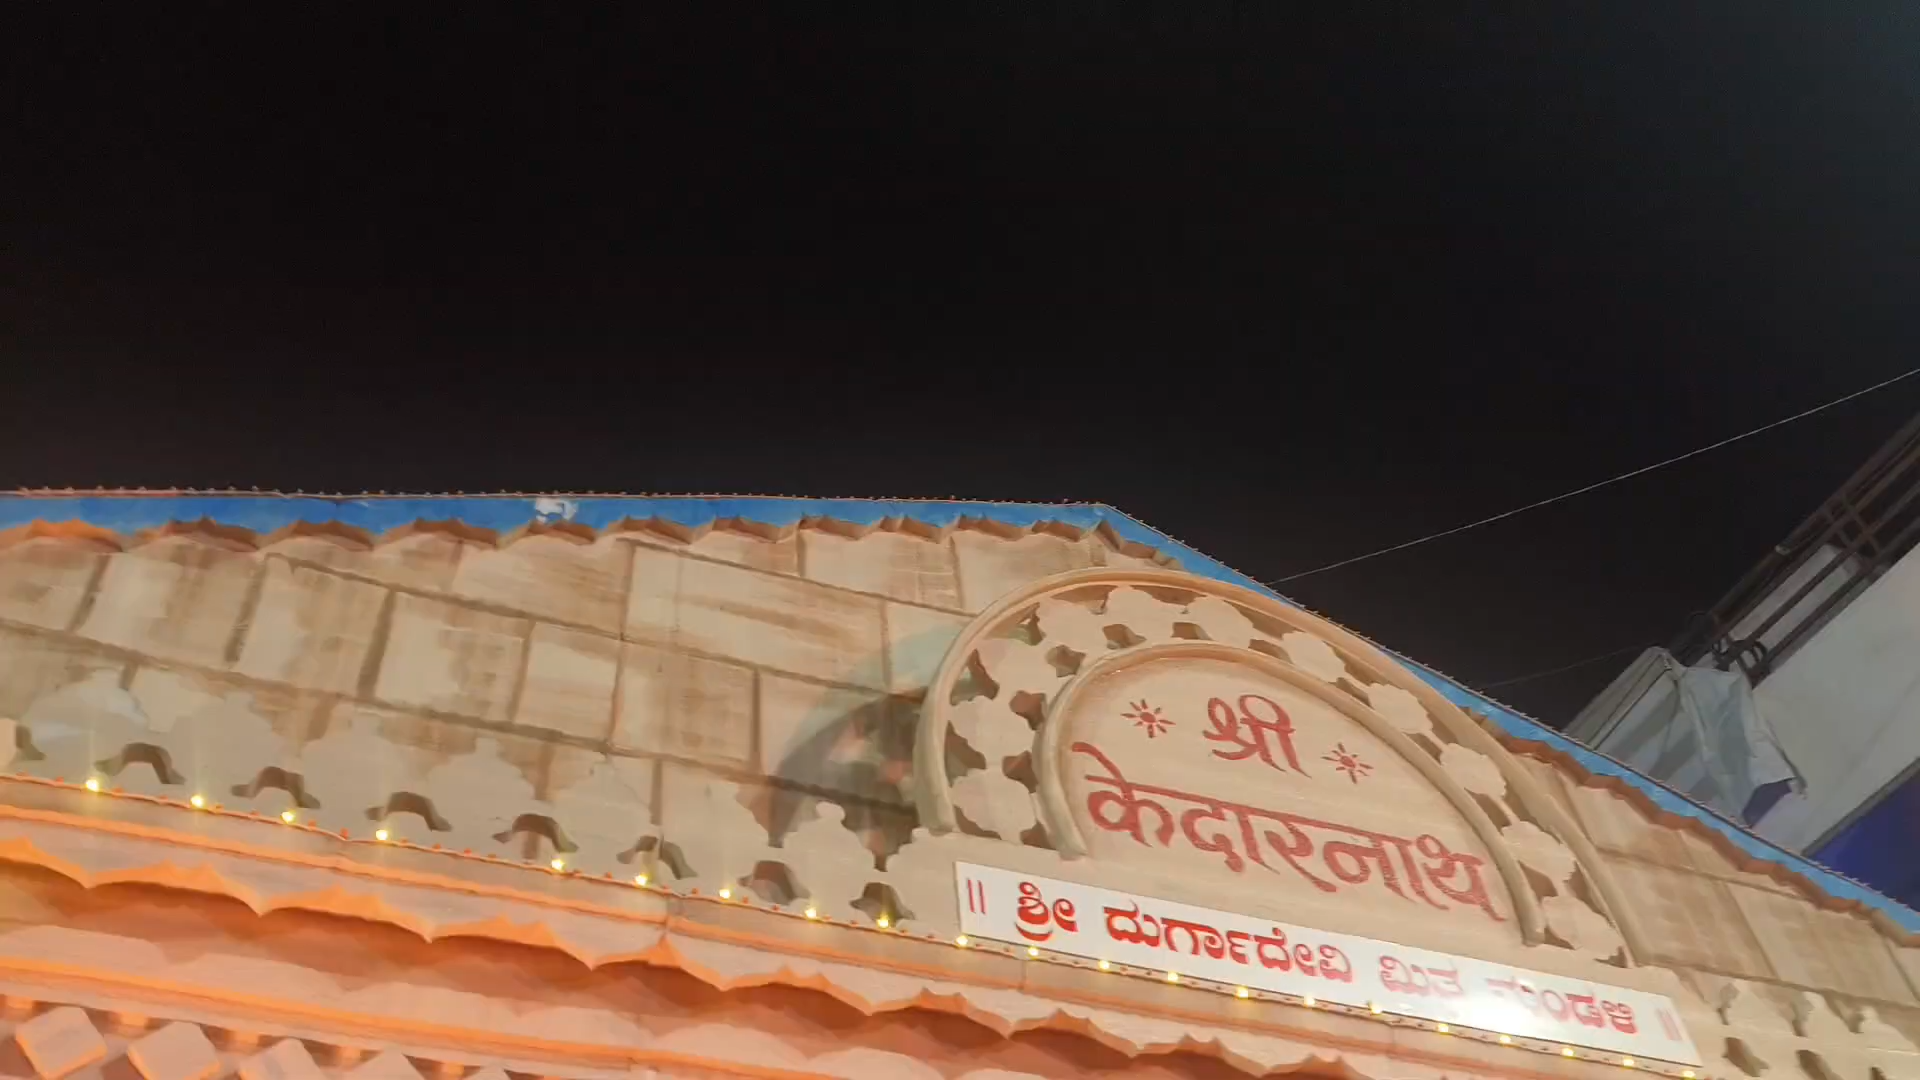 श्री
केदारनाथ
॥ ಶ್ರೀ ದುರ್ಗಾದೇವಿ ಮಿತ್ರ ಮಂಡಳಿ ॥